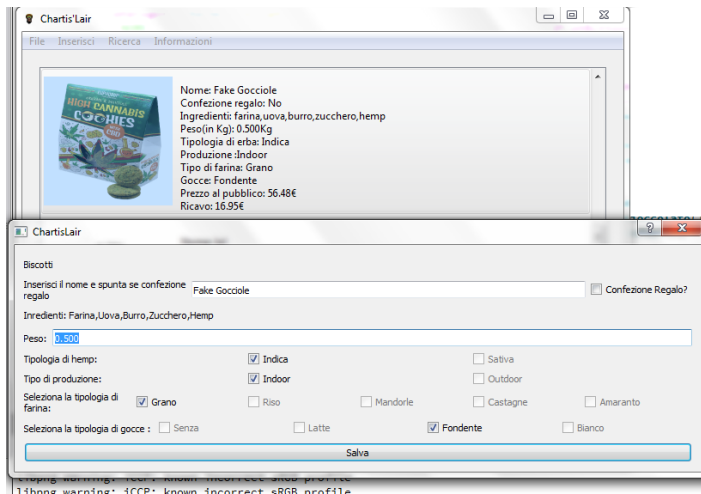 Chartis'Lair
File Inserisci Ricerca Informazioni
HIGH CANNABIS
COOKIES
Nome: Fake Gocciole
Confezione regalo: No
Ingredienti: farina,uova,burro,zucchero,hemp
Peso(in Kg): 0.500Kg
Tipologia di erba: Indica
Produzione :Indoor
Tipo di farina: Grano
Gocce: Fondente
Prezzo al pubblico: 56.48€
Ricavo: 16.95€
ChartisLair
Biscotti
Inserisci il nome e spunta se confezione
regalo
Fake Gocciole
Confezione Regalo?
Inredienti: Farina,Uova,Burro,Zucchero,Hemp
Peso: 0.500
Tipologia di hemp: Indica Sativa
Tipo di produzione: Indoor Outdoor
Seleziona la tipologia di
farina:
Grano Riso Mandorle Castagne Amaranto
Seleziona la tipologia di gocce : Senza Latte Fondente Bianco
Salva
libpng warning: iCCP: known incorrect sRGB profile
libpng warning: iCCP: known incorrect sRGB profile